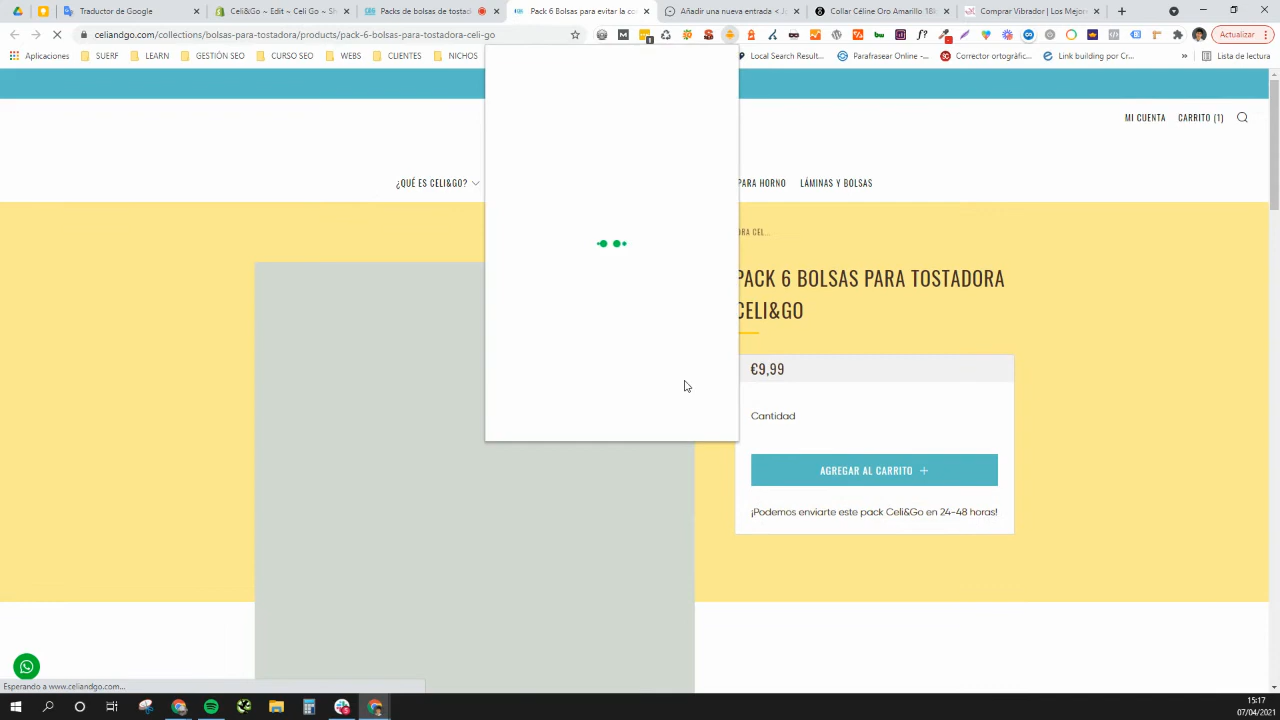 Traductor de Google
Celi&Go ~ Edit ~ Celi Go ~ Sh
Packs de bolsas de tostad
Pack 6 Bolsas para evitar la co
Añadir una nueva entrada < J
Collar Céline Oro Amarillo 18
Comprar Vibrador | Los Mejor
celiandgo.com/collections/bolsas-para-tostadora/products/pack-6-bolsas-tostadora-celi-go
Actualizar
Aplicaciones
SUERF
LEARN
GESTIÓN SEO
CURSO SEO
WEBS
CLIENTES
NICHOS
Local Search Result...
Parafrasear Online -...
Corrector ortográfic...
Link building por Cr...
»
Lista de lectura
MI CUENTA
CARRITO (1)
¿QUÉ ES CELI&GO?
PARA HORNO
LÁMINAS Y BOLSAS
ORA CEL...
PACK 6 BOLSAS PARA TOSTADORA
CELI&GO
€9,99
Cantidad
AGREGAR AL CARRITO +
¡Podemos enviarte este pack Celi&Go en 24-48 horas!
Esperando a www.celiandgo.com...
15:17
07/04/2021